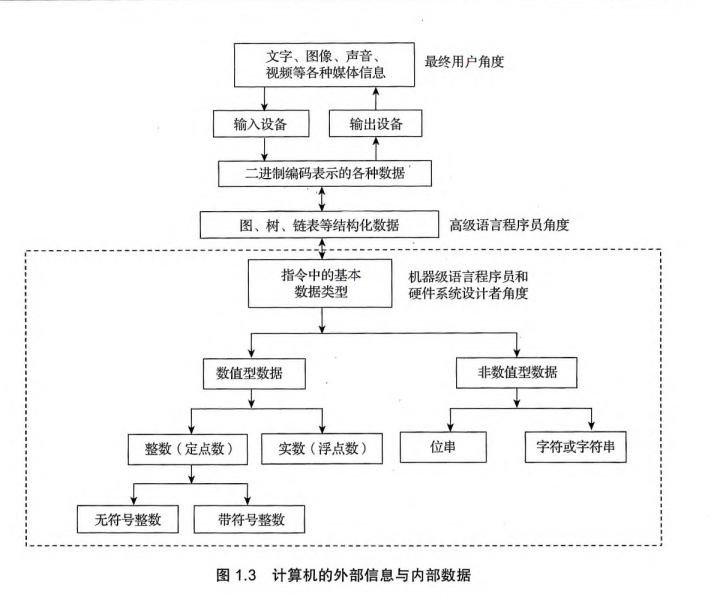 文字、图像、声音、
视频等各种媒体信息
最终用户角度
输入设备
输出设备
二进制编码表示的各种数据
图、树、链表等结构化数据
高级语言程序员角度
指令中的基本
数据类型
机器级语言程序员和
硬件系统设计者角度
数值型数据
非数值型数据
整数（定点数）
实数（浮点数）
位串
字符或字符串
无符号整数
带符号整数
图 1.3 计算机的外部信息与内部数据